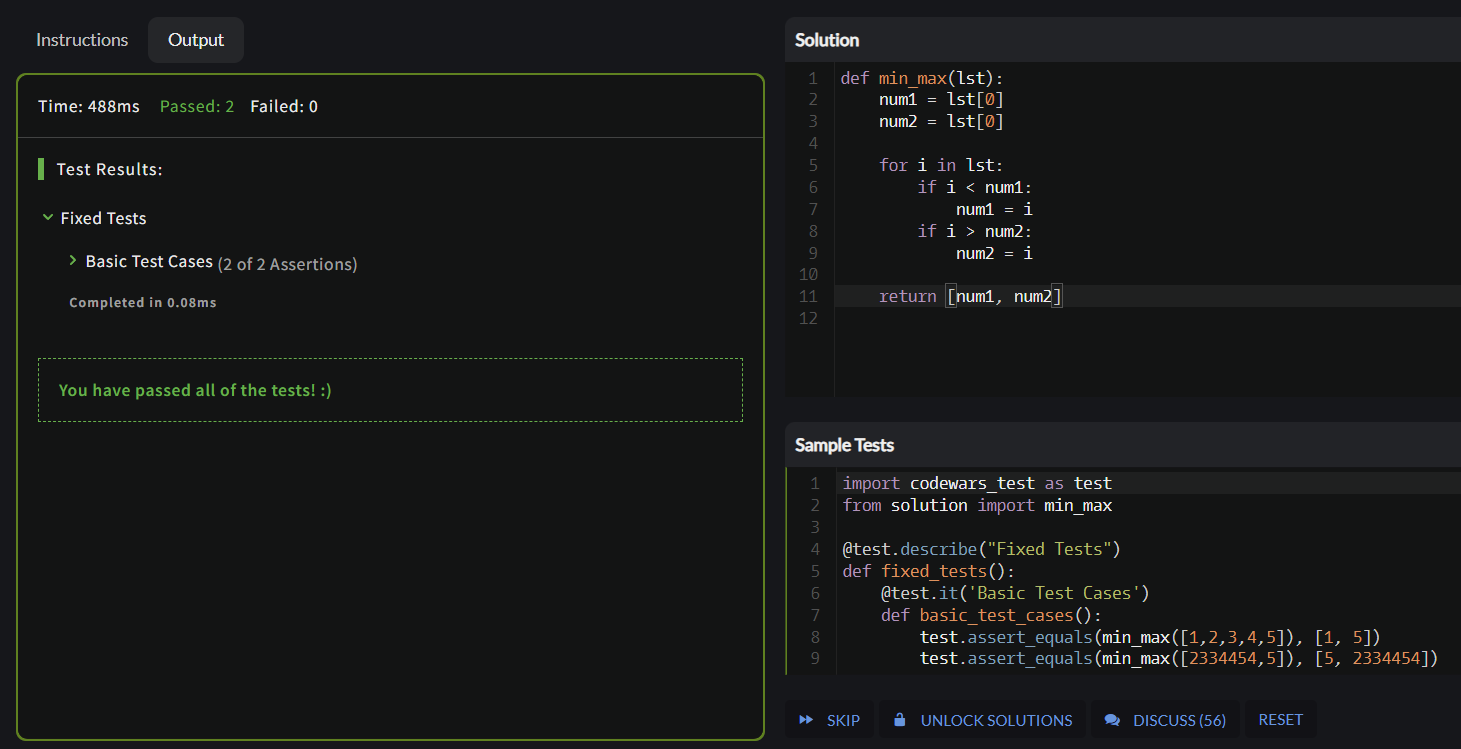 Instructions
Output
Time: 488ms Passed: 2 Failed: 0
Test Results:
Fixed Tests
Basic Test Cases (2 of 2 Assertions)
Completed in 0.08ms
You have passed all of the tests! :)
Solution
1 def min_max(lst):
2     num1 = lst[0]
3     num2 = lst[0]
4
5     for i in lst:
6         if i < num1:
7             num1 = i
8         if i > num2:
9             num2 = i
10
11     return [num1, num2]
12
Sample Tests
1 import codewars_test as test
2 from solution import min_max
3
4 @test.describe("Fixed Tests")
5 def fixed_tests():
6     @test.it('Basic Test Cases')
7     def basic_test_cases():
8         test.assert_equals(min_max([1,2,3,4,5]), [1, 5])
9         test.assert_equals(min_max([2334454,5]), [5, 2334454])
SKIP
UNLOCK SOLUTIONS
DISCUSS (56)
RESET